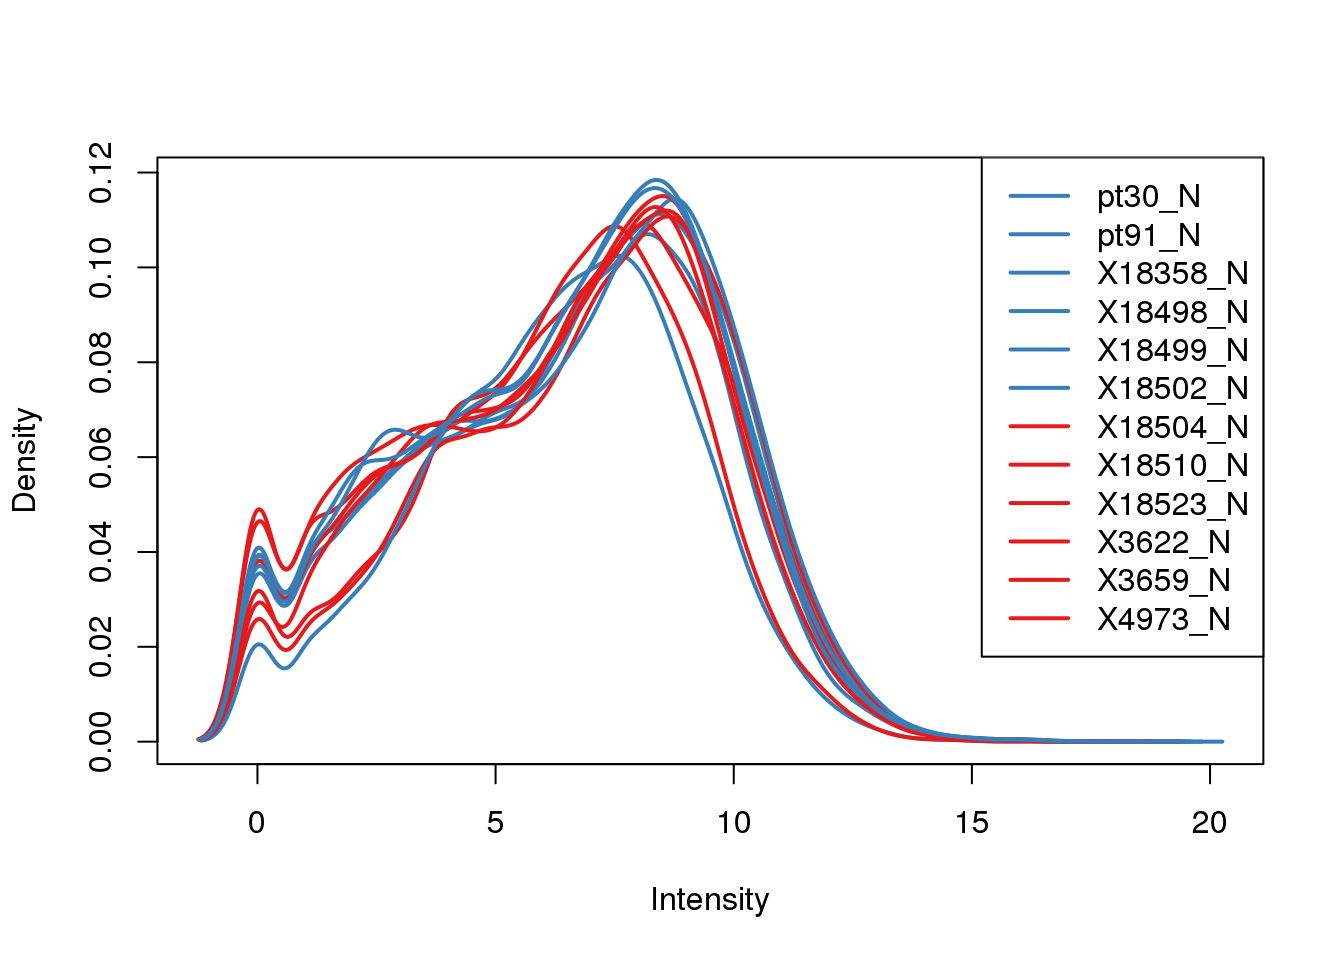 0.12
0.10
0.08
0.06
0.04
0.02
0.00
Density
0
5
10
15
20
Intensity
pt30_N
pt91_N
X18358_N
X18498_N
X18499_N
X18502_N
X18504_N
X18510_N
X18523_N
X3622_N
X3659_N
X4973_N